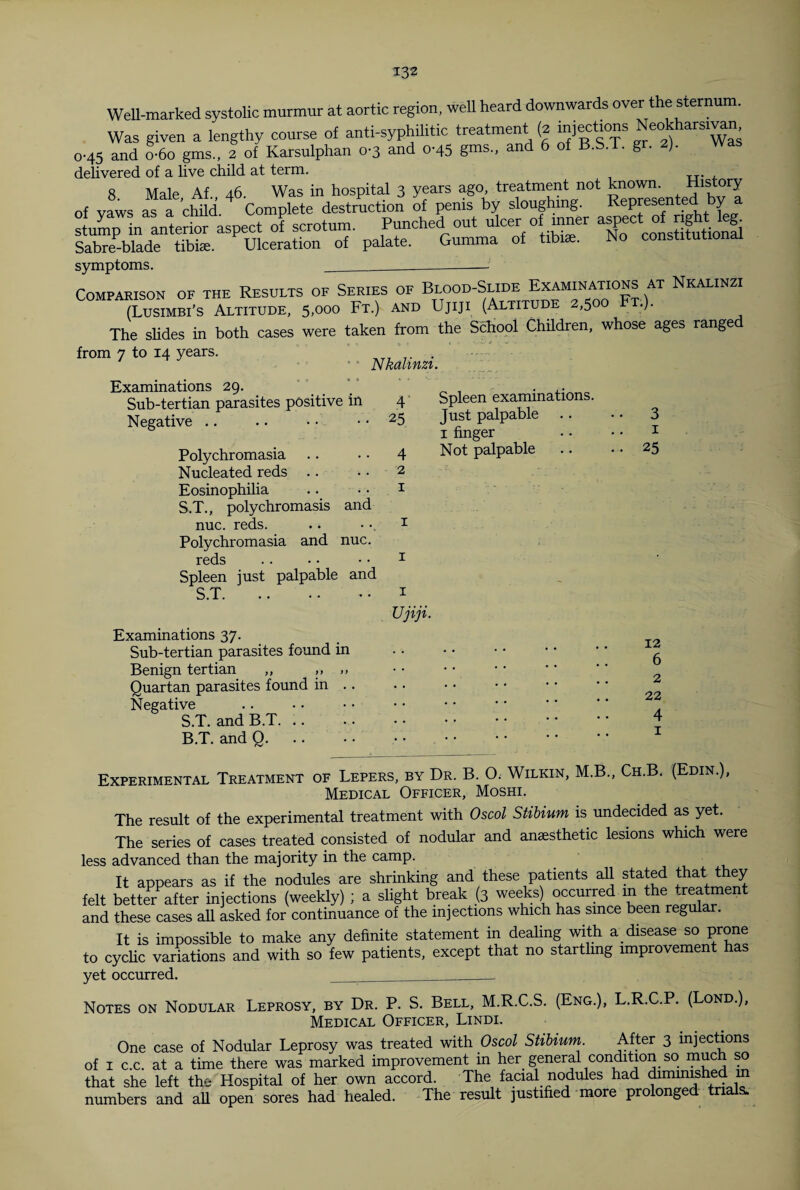 132
Well-marked systolic murmur at aortic region, well heard downwards over the sternum.
Was given a lengthy course of anti-syphilitic treatment (2 injections Neokharsivan,
0·45 and 0·60 gms., 2 of Karsulphan 0·3 and 0·45 gms., and 6 of B.S.T. gr. 2). Was
delivered of a live child at term.
8. Male, Af., 46. Was in hospital 3 years ago, treatment not known. History
of yaws as a child. Complete destruction of penis by sloughing. Represented by a
stump in anterior aspect of scrotum. Punched out ulcer of inner aspect of right leg.
Sabre-blade tibiæ. Ulceration of palate. Gumma of tibiæ. No constitutional
symptoms.
Comparison of the Results of Series of Blood-Slide Examinations at Nkalinzi
(Lusimbi's Altitude, 5,000 Ft.) and Ujiji (Altitude 2,500 Ft.).
The slides in both cases were taken from the School Children, whose ages ranged
from 7 to 14 years.
Nkalinzi.
Examinations 29.
Sub-tertian parasites positive in 4
Negative .. .. .. .. 25
Polychromasia .. .. 4
Nucleated reds .. .. 2
Eosinophilia .. .. 1
S.T., polychromasis and
nuc. reds. .. .. 1
Polychromasia and nuc.
reds .. .. .. 1
Spleen just palpable and
S.T. .. .. .. 1
Spleen examinations.
Just palpable .. .. 3
1 finger .. .. 1
Not palpable .. .. 25
Ujiji.
Examinations 37.
Sub-tertian parasites found in .. .. .. .. .. 12
Benign tertian ,, ,, ,, .. .. .. .. .. 6
Quartan parasites found in .. .. .. .. .. .. 2
Negative .. .. .. .. .. .. .. .. 22
S.T. and B.T. .. .. .. .. .. .. .. 4
B.T. and Q. .. .. .. .. .. .. .. 1
Experimental Treatment of Lepers, by Dr. B. O. Wilkin, M.B., Ch.B. (Edin.),
Medical Officer, Moshi.
The result of the experimental treatment with Oscol Stibium is undecided as yet.
The series of cases treated consisted of nodular and anæsthetic lesions which were
less advanced than the majority in the camp.
It appears as if the nodules are shrinking and these patients all stated that they
felt better after injections (weekly) ; a slight break (3 weeks) occurred in the treatment
and these cases all asked for continuance of the injections which has since been regular.
It is impossible to make any definite statement in dealing with a disease so prone
to cyclic variations and with so few patients, except that no startling improvement has
yet occurred.
Notes on Nodular Leprosy, by Dr. P. S. Bell, M.R.C.S. (Eng.), L.R.C.P. (Lond.),
Medical Officer, Lindi.
One case of Nodular Leprosy was treated with Oscol Stibium. After 3 injections
of 1 c.c. at a time there was marked improvement in her general condition so much so
that she left the Hospital of her own accord. The facial nodules had diminished in
numbers and all open sores had healed. The result justified more prolonged trials.